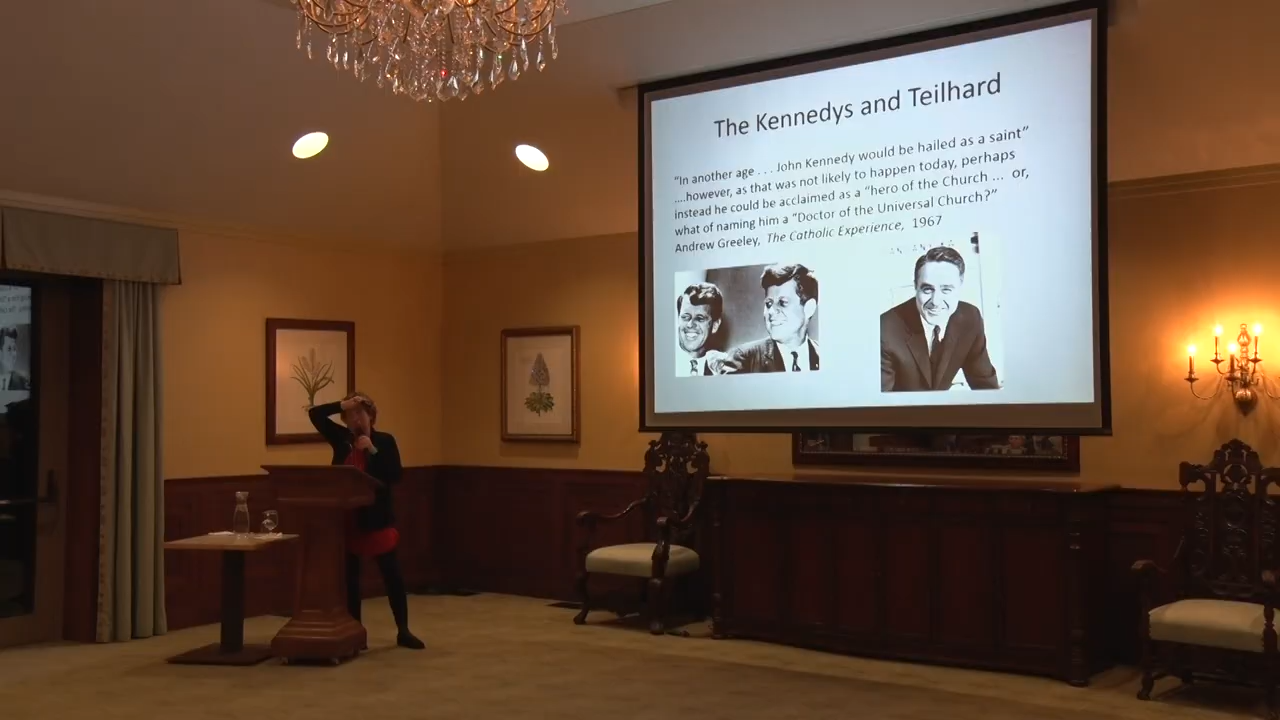 The Kennedys and Teilhard
“In another age . . . John Kennedy would be hailed as a saint”
....however, as that was not likely to happen today, perhaps
instead he could be acclaimed as a “hero of the Church ... or,
what of naming him a “Doctor of the Universal Church?”
Andrew Greeley, The Catholic Experience, 1967